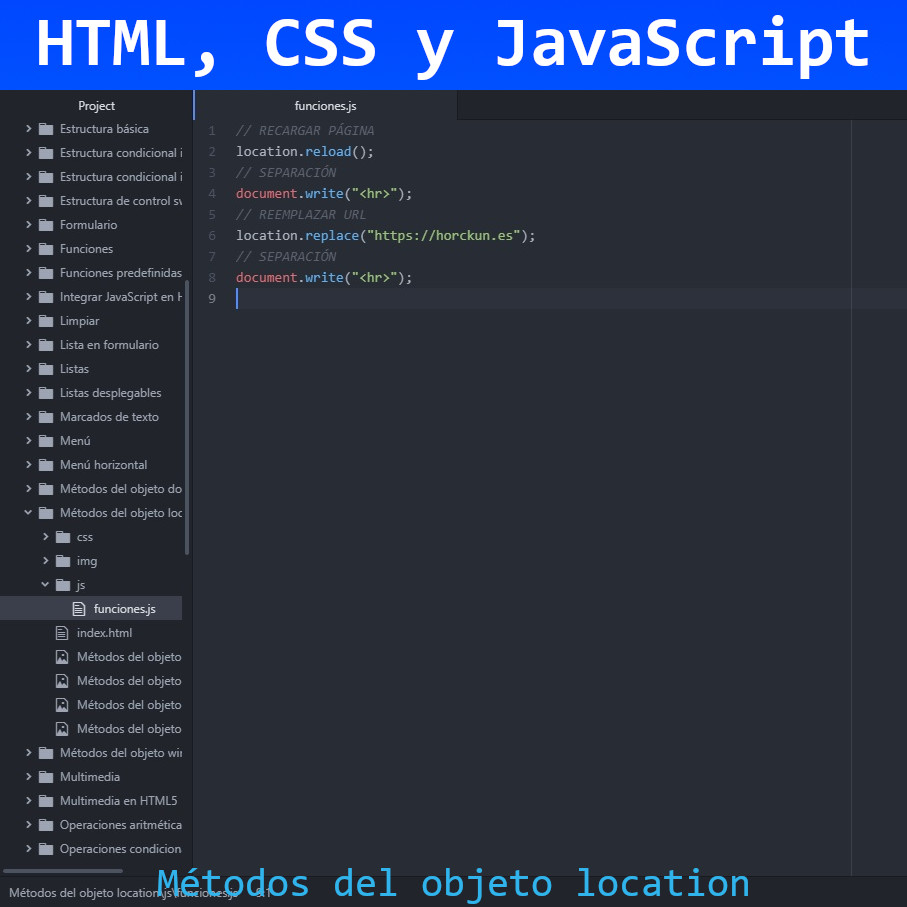 HTML, CSS y JavaScript
Project
Estructura básica
Estructura condicional i
Estructura condicional i
Estructura de control sv
Formulario
Funciones
Funciones predefinidas
Integrar JavaScript en H
Limpiar
Lista en formulario
Listas
Listas desplegables
Marcados de texto
Menú
Menú horizontal
Métodos del objeto do
Métodos del objeto loc
css
img
js
funciones.js
index.html
Métodos del objeto
Métodos del objeto
Métodos del objeto
Métodos del objeto
Métodos del objeto wi
Multimedia
Multimedia en HTML5
Operaciones aritmética
Operaciones condicion
funciones.js
1 // RECARGAR PÁGINA
2 location.reload();
3 // SEPARACIÓN
4 document.write("<hr>");
5 // REEMPLAZAR URL
6 location.replace("https://horckun.es");
7 // SEPARACIÓN
8 document.write("<hr>");
9
Métodos del objeto location\js\funciones.js
Métodos del objeto location